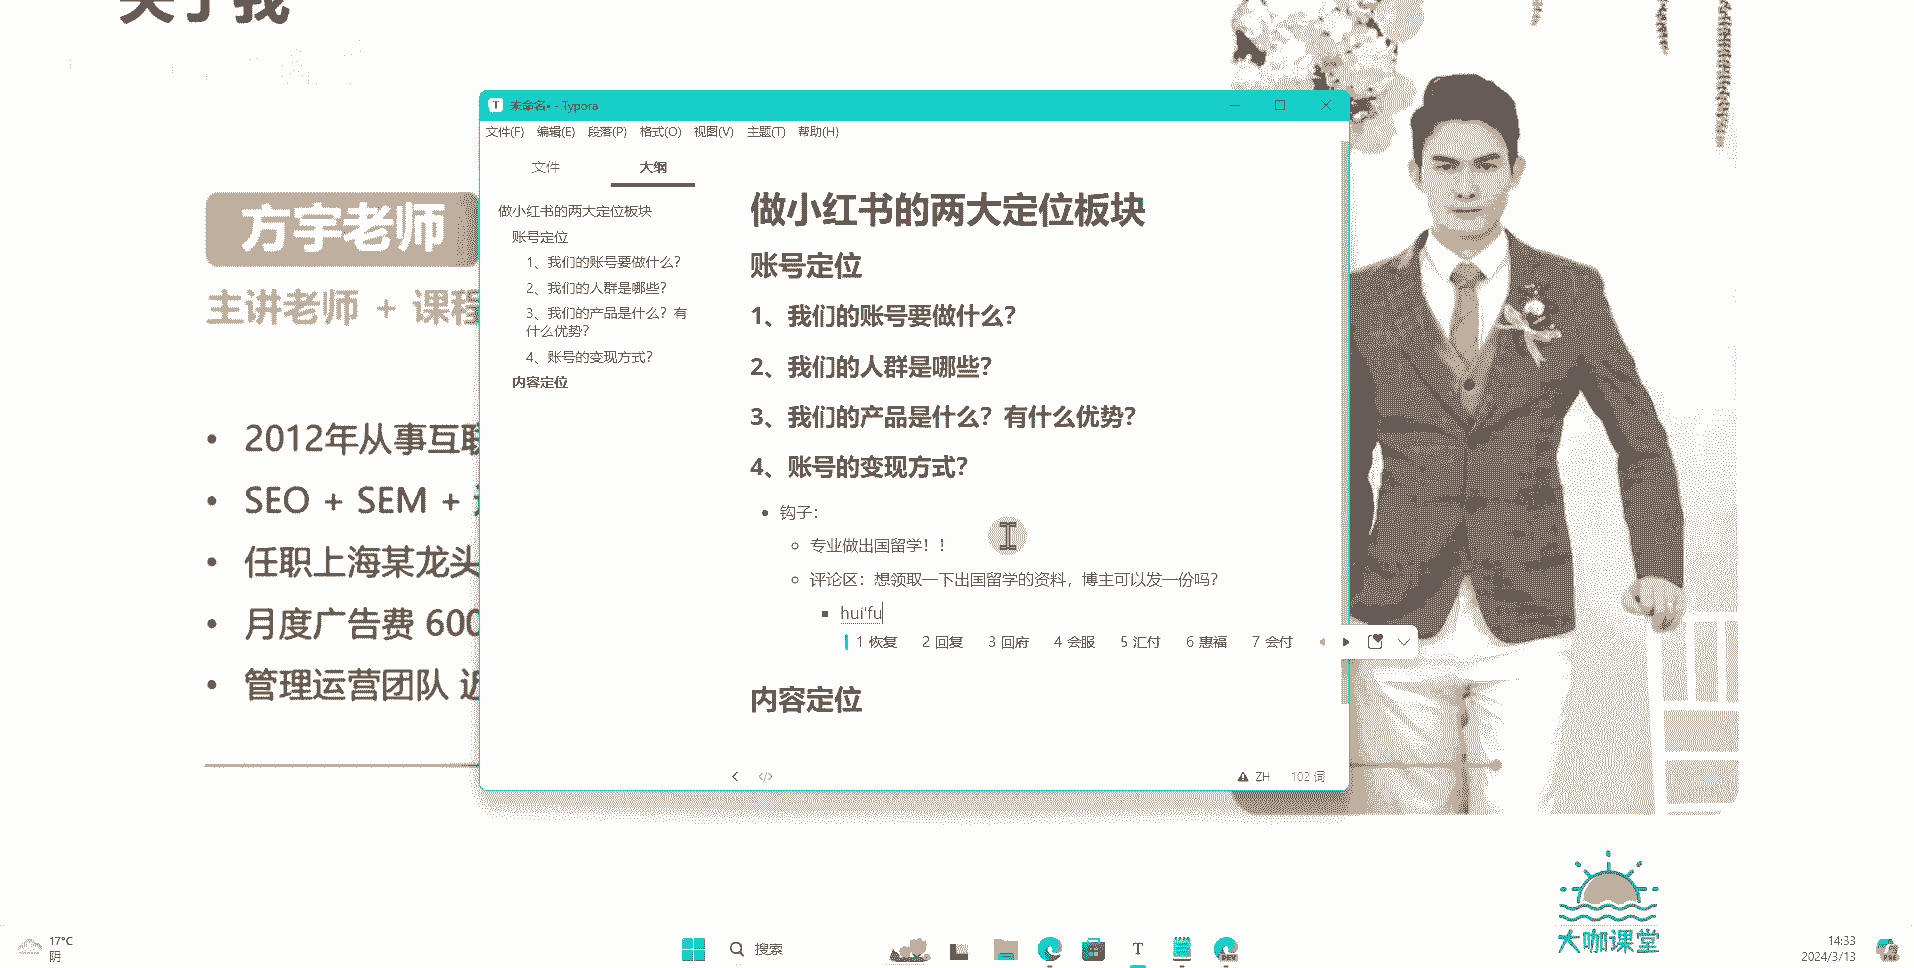 关于我
方宇老师
主讲老师 + 课程
• 2012年从事互联
• SEO + SEM +
• 任职上海某龙头
• 月度广告费 600
• 管理运营团队 近
未命名• - Typora
文件(F) 编辑(E) 段落(P) 格式(O) 视图(V) 主题(T) 帮助(H)
文件 大纲
做小红书的两大定位板块
账号定位
1、我们的账号要做什么？
2、我们的人群是哪些？
3、我们的产品是什么？有
什么优势？
4、账号的变现方式？
内容定位
做小红书的两大定位板块
账号定位
1、我们的账号要做什么？
2、我们的人群是哪些？
3、我们的产品是什么？有什么优势？
4、账号的变现方式？
钩子：
专业做出国留学！！
评论区：想领取一下出国留学的资料，博主可以发一份吗？
hui'fu
1 恢复 2 回复 3 回府 4 会服 5 汇付 6 惠福 7 会付
内容定位
ZH 102 词
大咖课堂
17°C
阴
搜索
T
DEV
14:33
2024/3/13
PRE